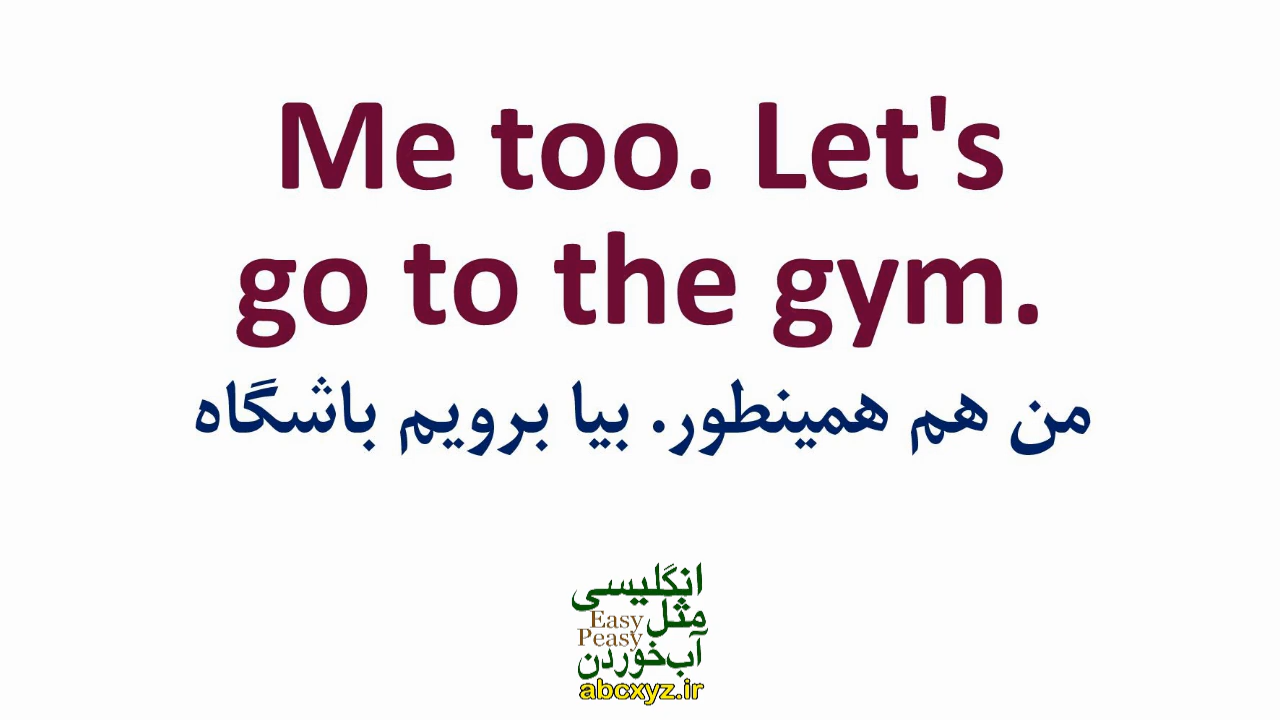 Me too. Let's
go to the gym.
من هم همینطور. بیا برویم باشگاه
انگلیسی
مثل Easy
Peasy
آب‌خوردن
abcxyz.ir